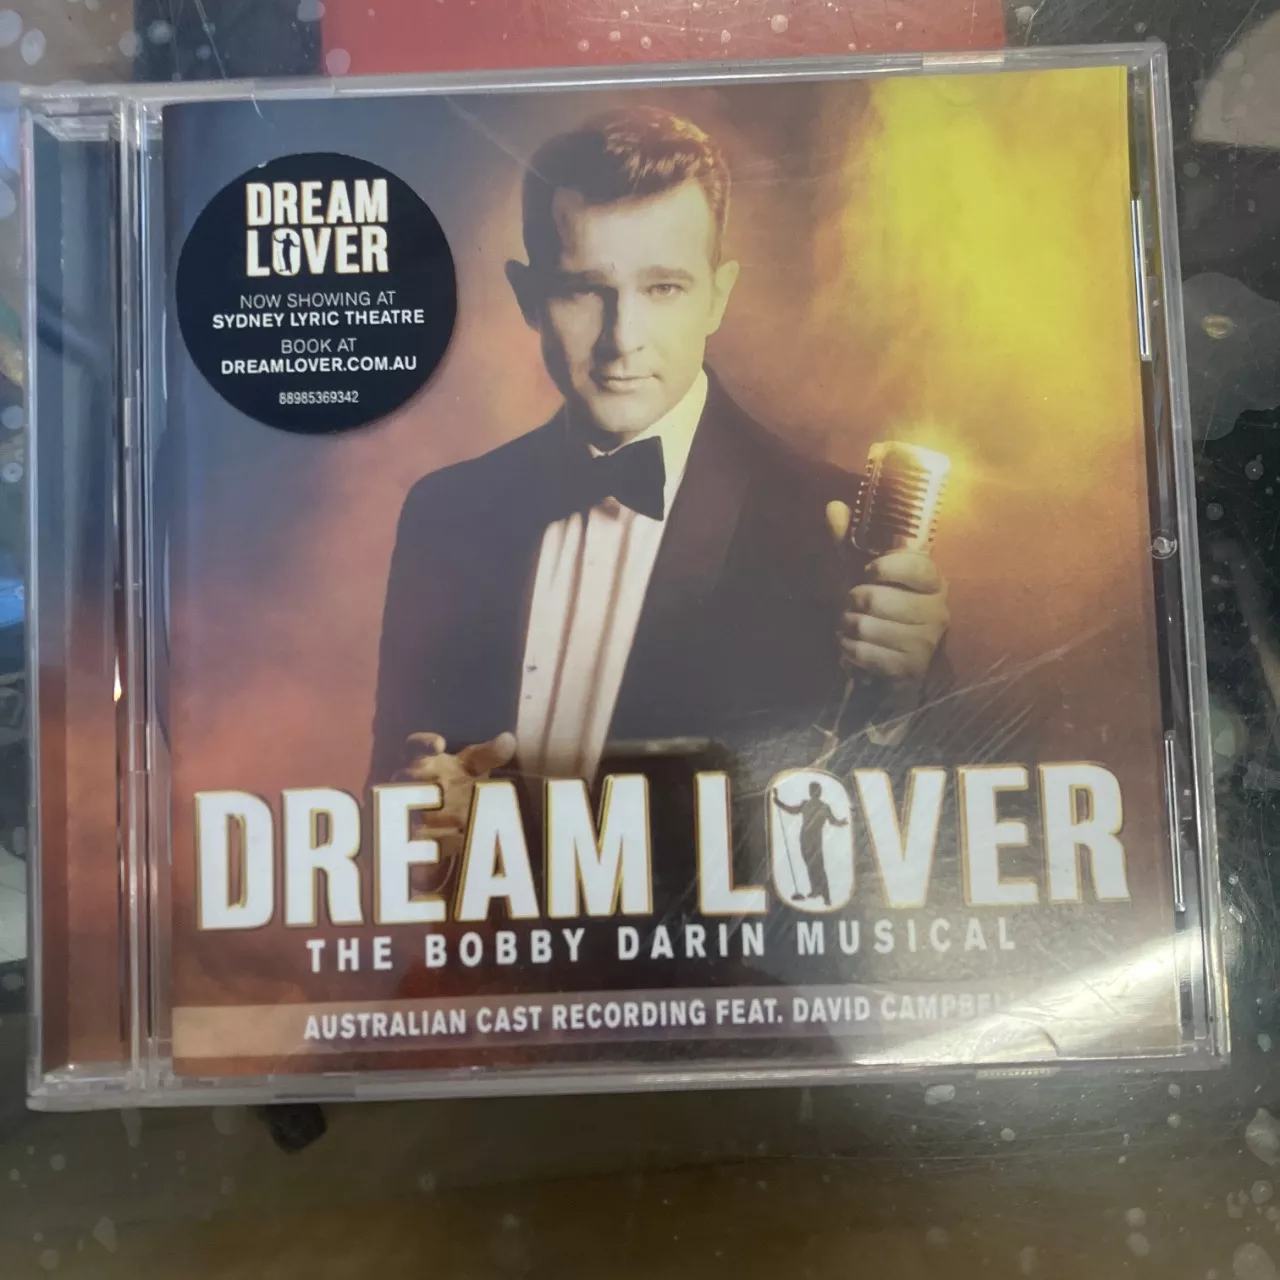 DREAM
LOVER
NOW SHOWING AT
SYDNEY LYRIC THEATRE
BOOK AT
DREAMLOVER.COM.AU
88985369342
DREAM LOVER
THE BOBBY DARIN MUSICAL
AUSTRALIAN CAST RECORDING FEAT. DAVID CAMPBELL